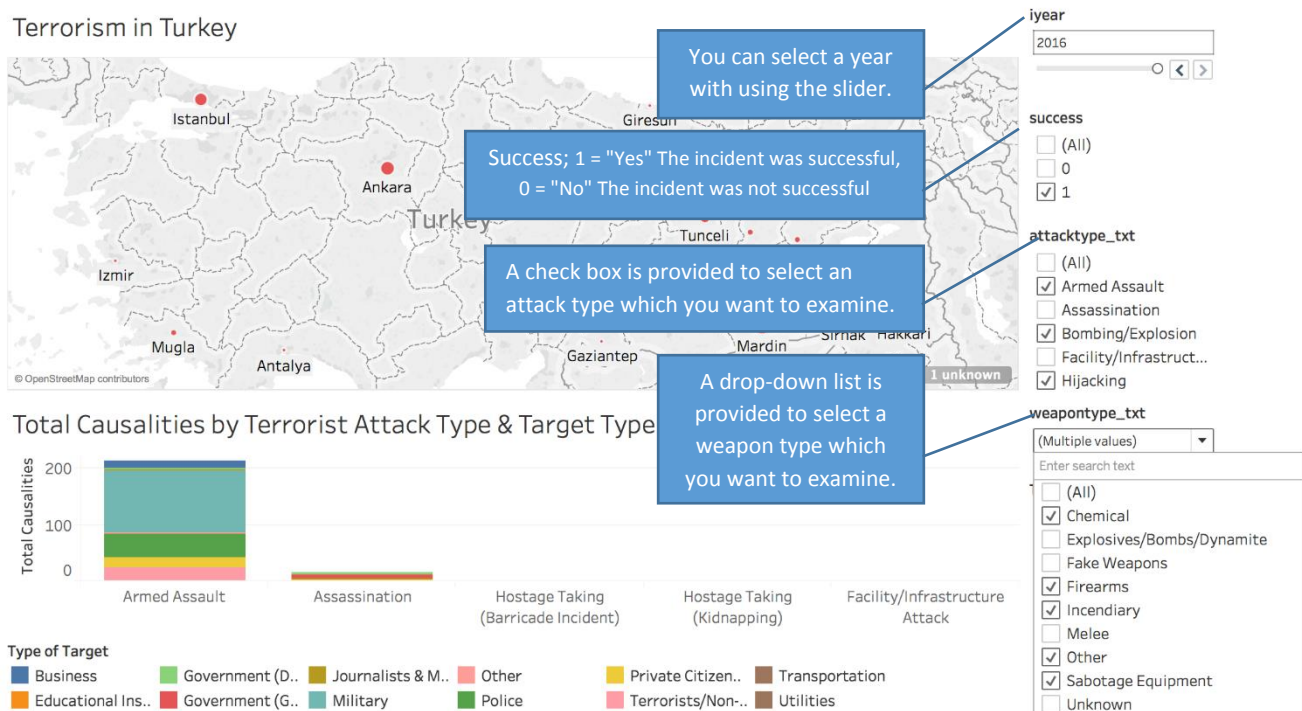 Terrorism in Turkey
Istanbul
Ankara
Giresun
Turkey
Tunceli
Izmir
Mugla
Antalya
Gaziantep
Mardin
Sirnak
Hakkari
© OpenStreetMap contributors
1 unknown
You can select a year
with using the slider.
Success; 1 = "Yes" The incident was successful,
0 = "No" The incident was not successful
A check box is provided to select an
attack type which you want to examine.
A drop-down list is
provided to select a
weapon type which
you want to examine.
iyear
2016
success
(All)
0
1
attacktype_txt
(All)
Armed Assault
Assassination
Bombing/Explosion
Facility/Infrastruct...
Hijacking
weapontype_txt
(Multiple values)
Enter search text
(All)
Chemical
Explosives/Bombs/Dynamite
Fake Weapons
Firearms
Incendiary
Melee
Other
Sabotage Equipment
Unknown
Total Causalities by Terrorist Attack Type & Target Type
Total Causalities
200
100
0
Armed Assault
Assassination
Hostage Taking
(Barricade Incident)
Hostage Taking
(Kidnapping)
Facility/Infrastructure
Attack
Type of Target
Business
Government (D..
Journalists & M..
Other
Private Citizen..
Transportation
Educational Ins..
Government (G..
Military
Police
Terrorists/Non-..
Utilities